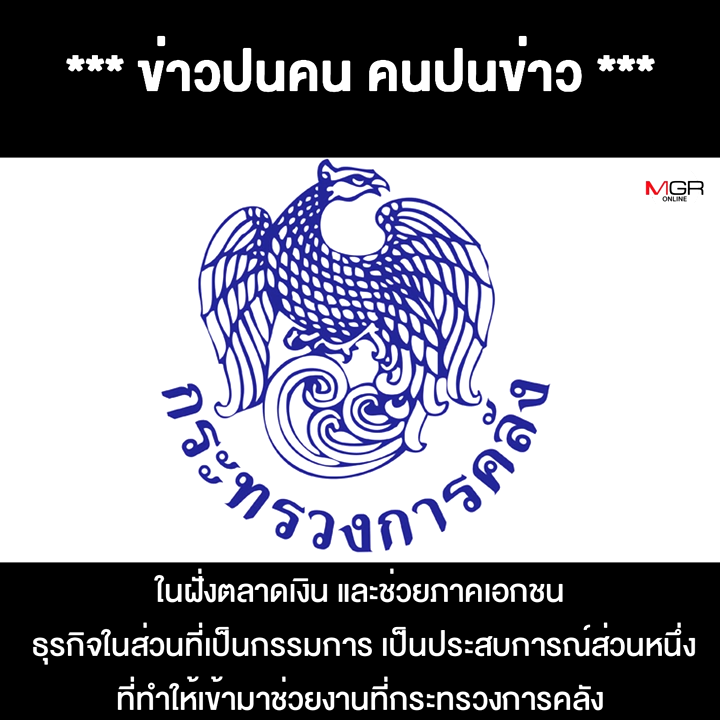 *** ข่าวปนคน คนปนข่าว ***
MGR
ONLINE
กระทรวงการคลัง
ในฝั่งตลาดเงิน และช่วยภาคเอกชน
ธุรกิจในส่วนที่เป็นกรรมการ เป็นประสบการณ์ส่วนหนึ่ง
ที่ทำให้เข้ามาช่วยงานที่กระทรวงการคลัง